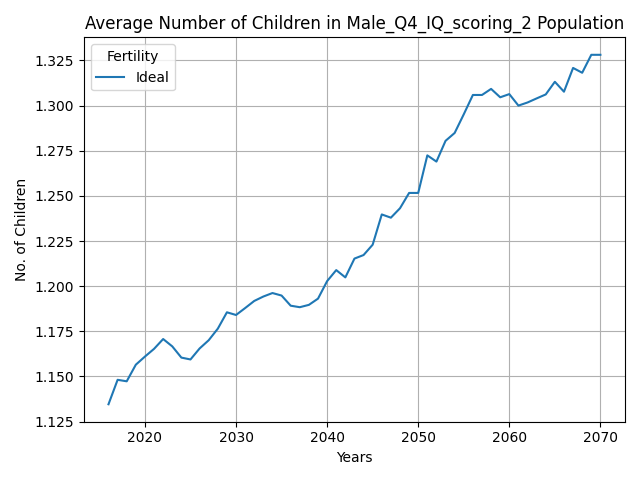 Average Number of Children in Male_Q4_IQ_scoring_2 Population
Fertility
Ideal
No. of Children
1.325
1.300
1.275
1.250
1.225
1.200
1.175
1.150
1.125
2020 2030 2040 2050 2060 2070
Years